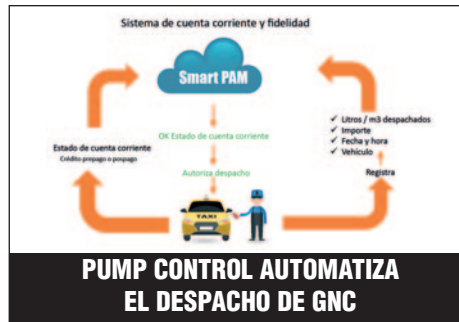 Sistema de cuenta corriente y fidelidad
Smart PAM
OK Estado de cuenta corriente
Autoriza despacho
Estado de cuenta corriente
Crédito prepago o pospago
✓ Litros / m3 despachados
✓ Importe
✓ Fecha y hora
✓ Vehículo
Registra
TAXI
PUMP CONTROL AUTOMATIZA
EL DESPACHO DE GNC